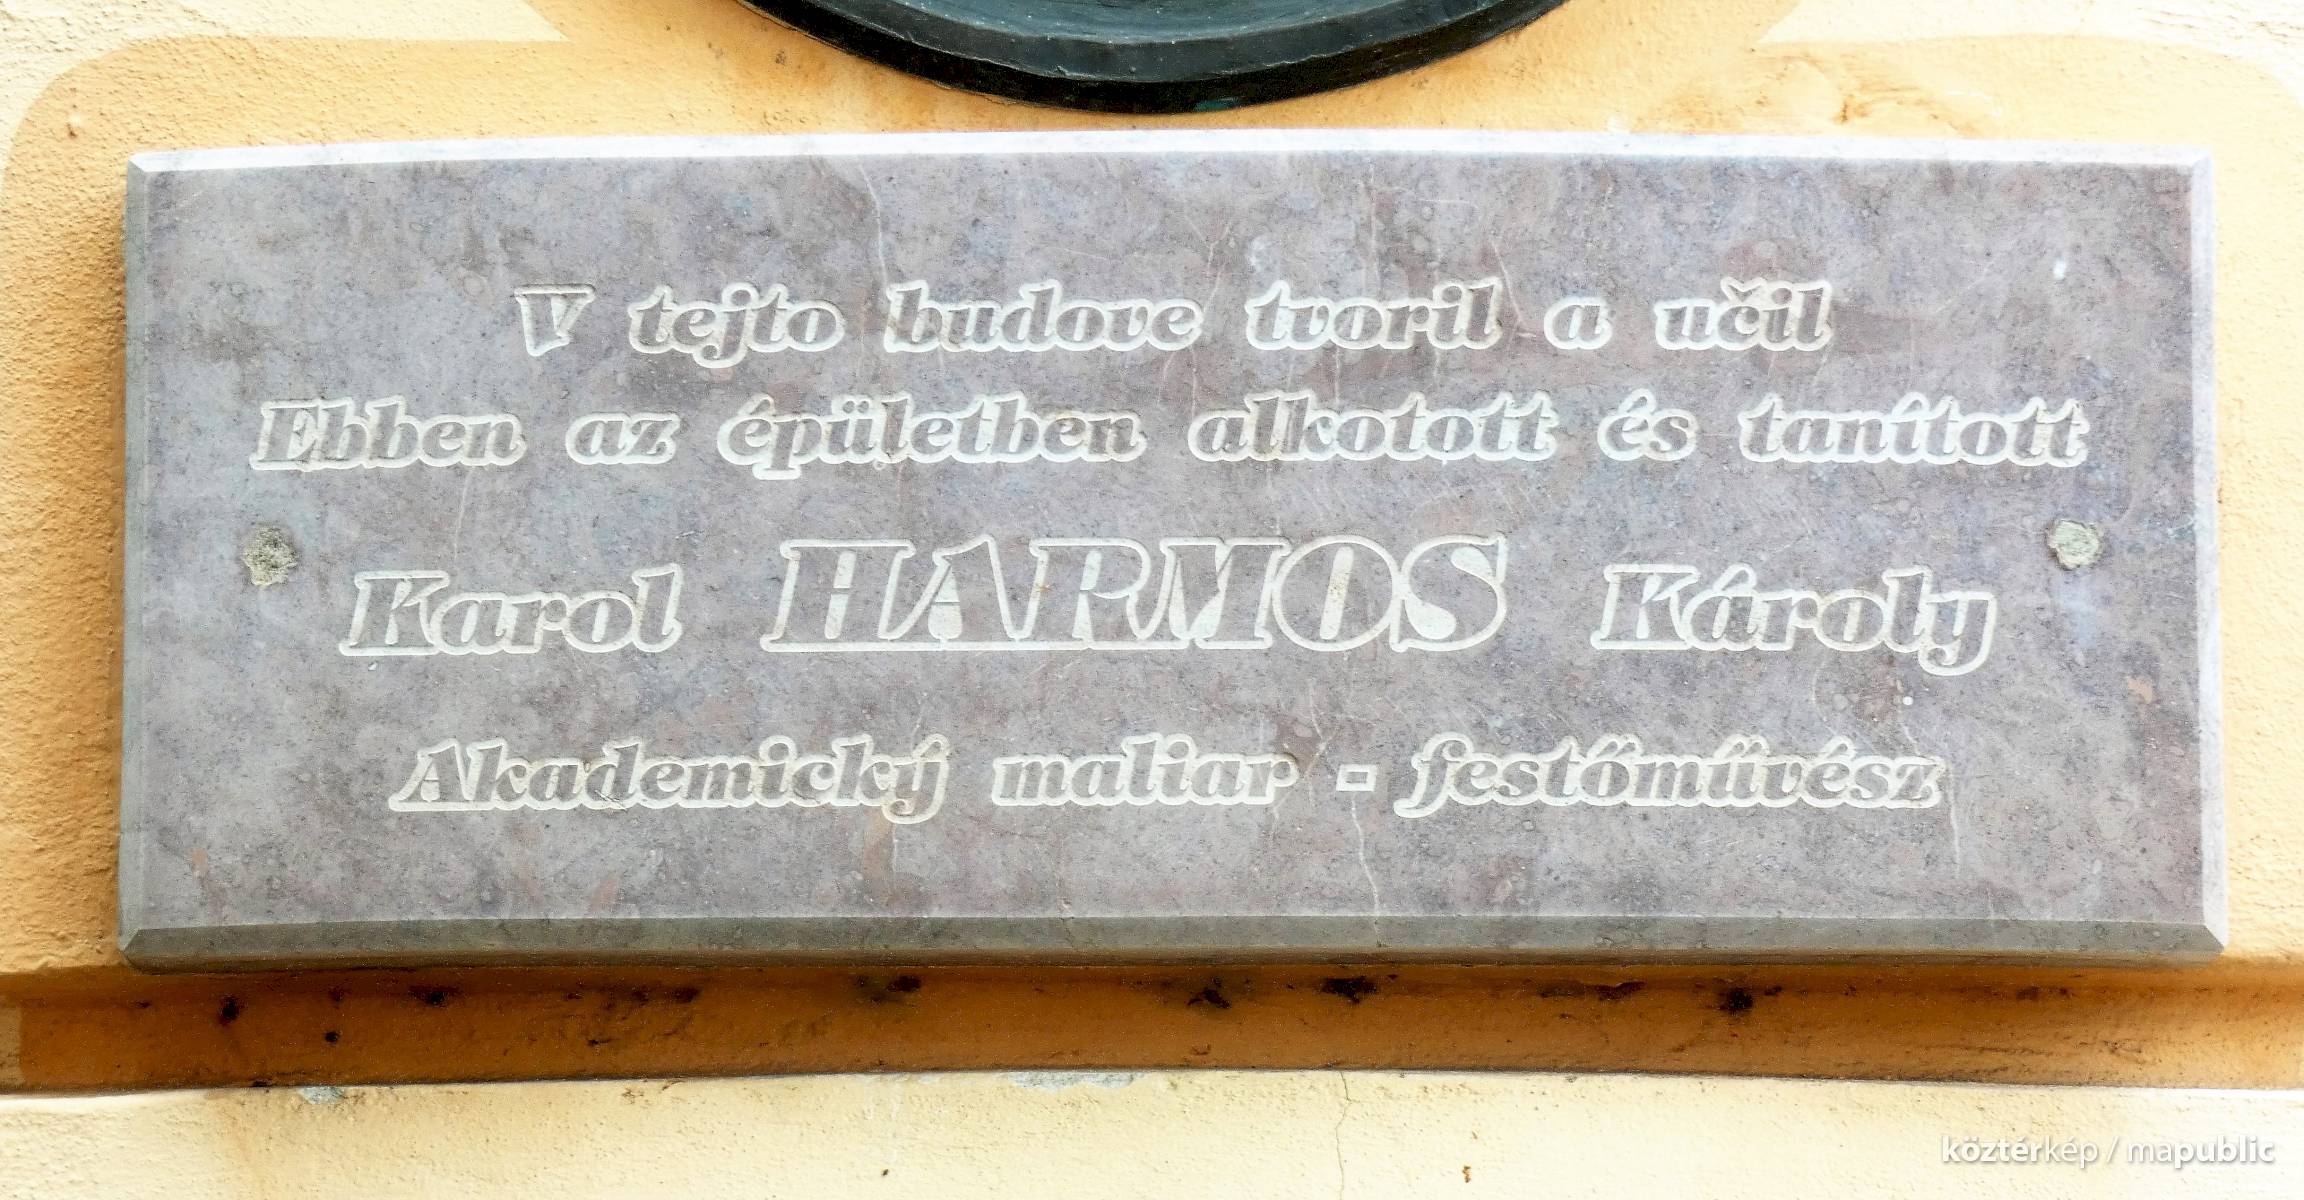 V tejto budove tvoril a učil
Ebben az épületben alkotott és tanított
Karol HARMOS Károly
Akademický maliar - festőművész
köztérkép / mapublic